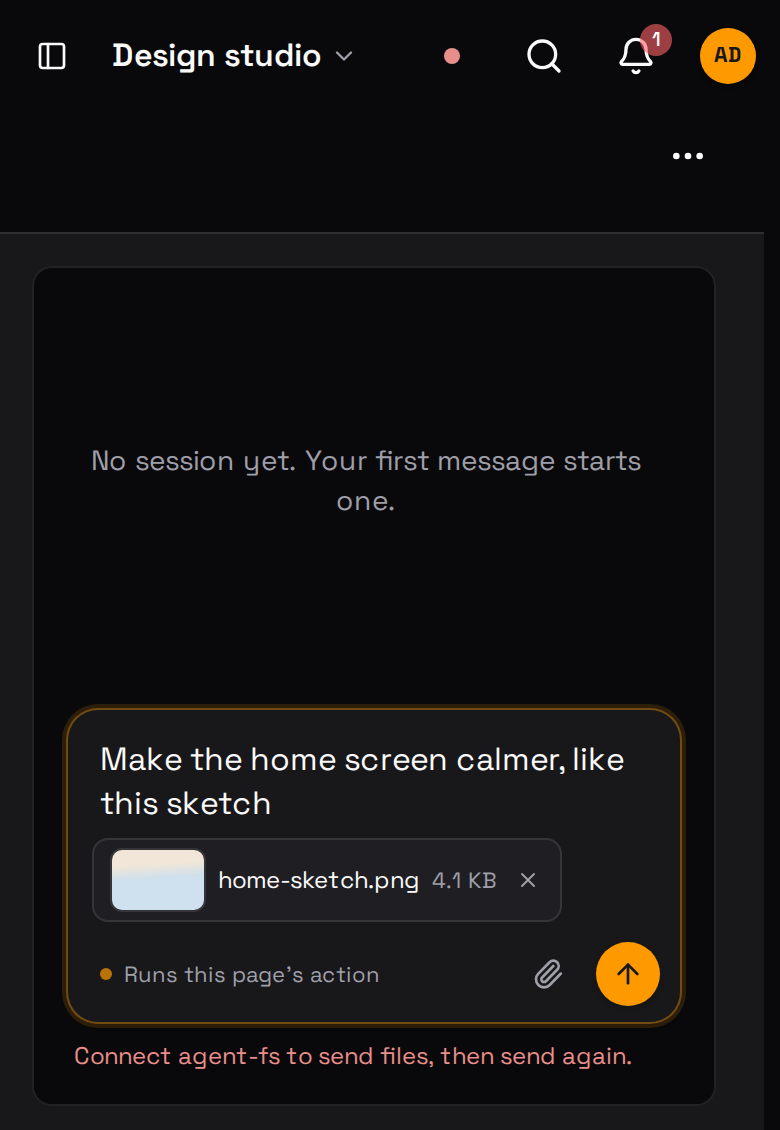 Design studio
1
AD
No session yet. Your first message starts
one.
Make the home screen calmer, like
this sketch
home-sketch.png 4.1 KB
Runs this page's action
Connect agent-fs to send files, then send again.